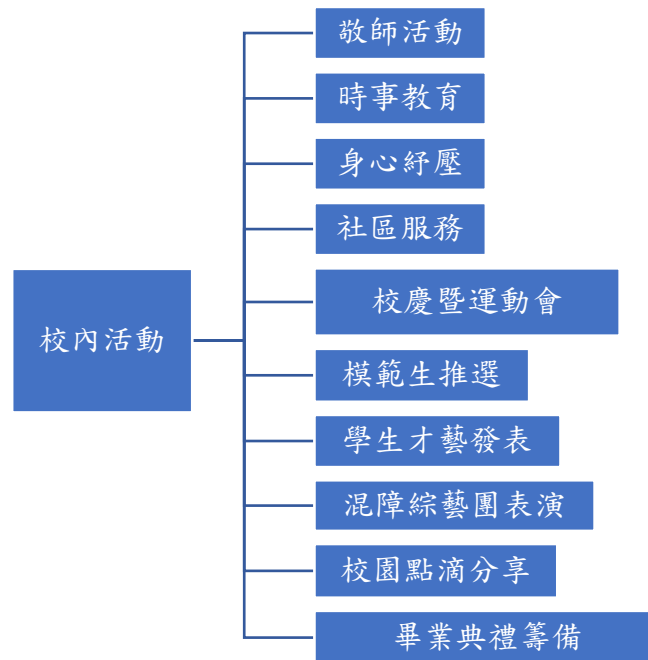 敬師活動
時事教育
身心紓壓
社區服務
校慶暨運動會
校內活動
模範生推選
學生才藝發表
混障綜藝團表演
校園點滴分享
畢業典禮籌備